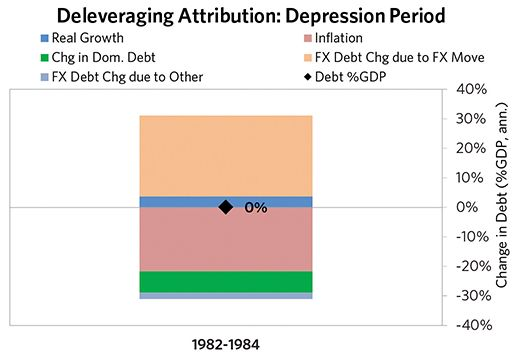 Deleveraging Attribution: Depression Period
Real Growth
Inflation
Chg in Dom. Debt
FX Debt Chg due to FX Move
FX Debt Chg due to Other
Debt %GDP
40%
30%
20%
10%
0%
0%
-10%
-20%
-30%
-40%
Change in Debt (%GDP, ann.)
1982-1984